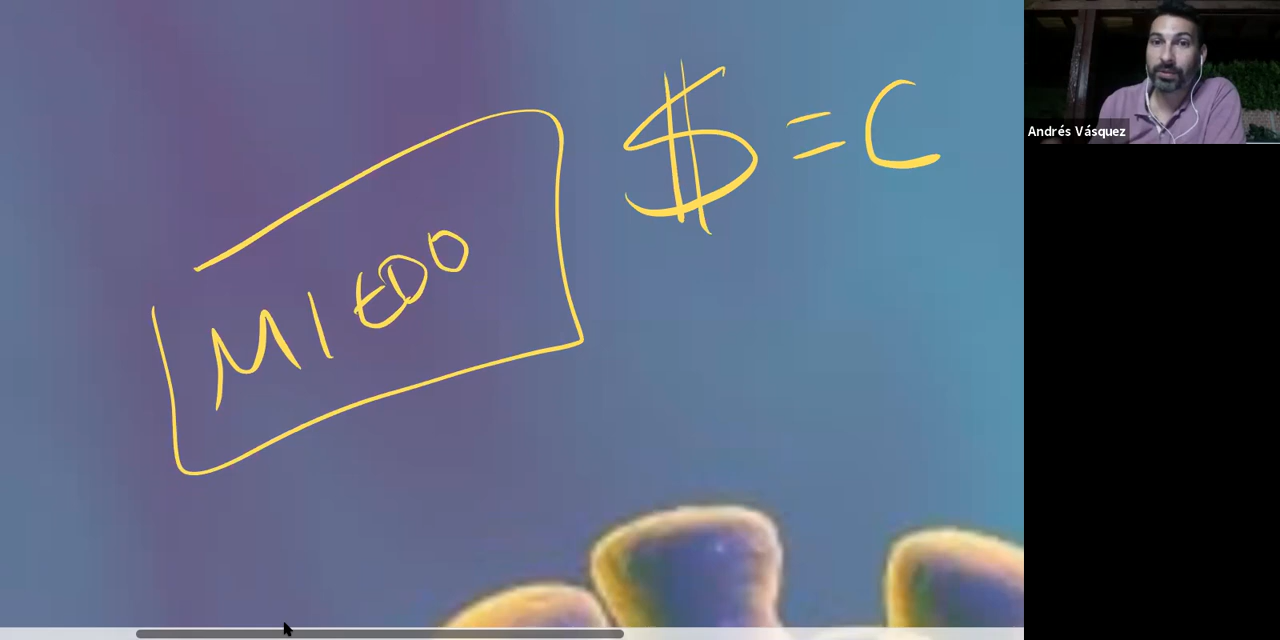 $ = C
MIEDO
Andrés Vásquez